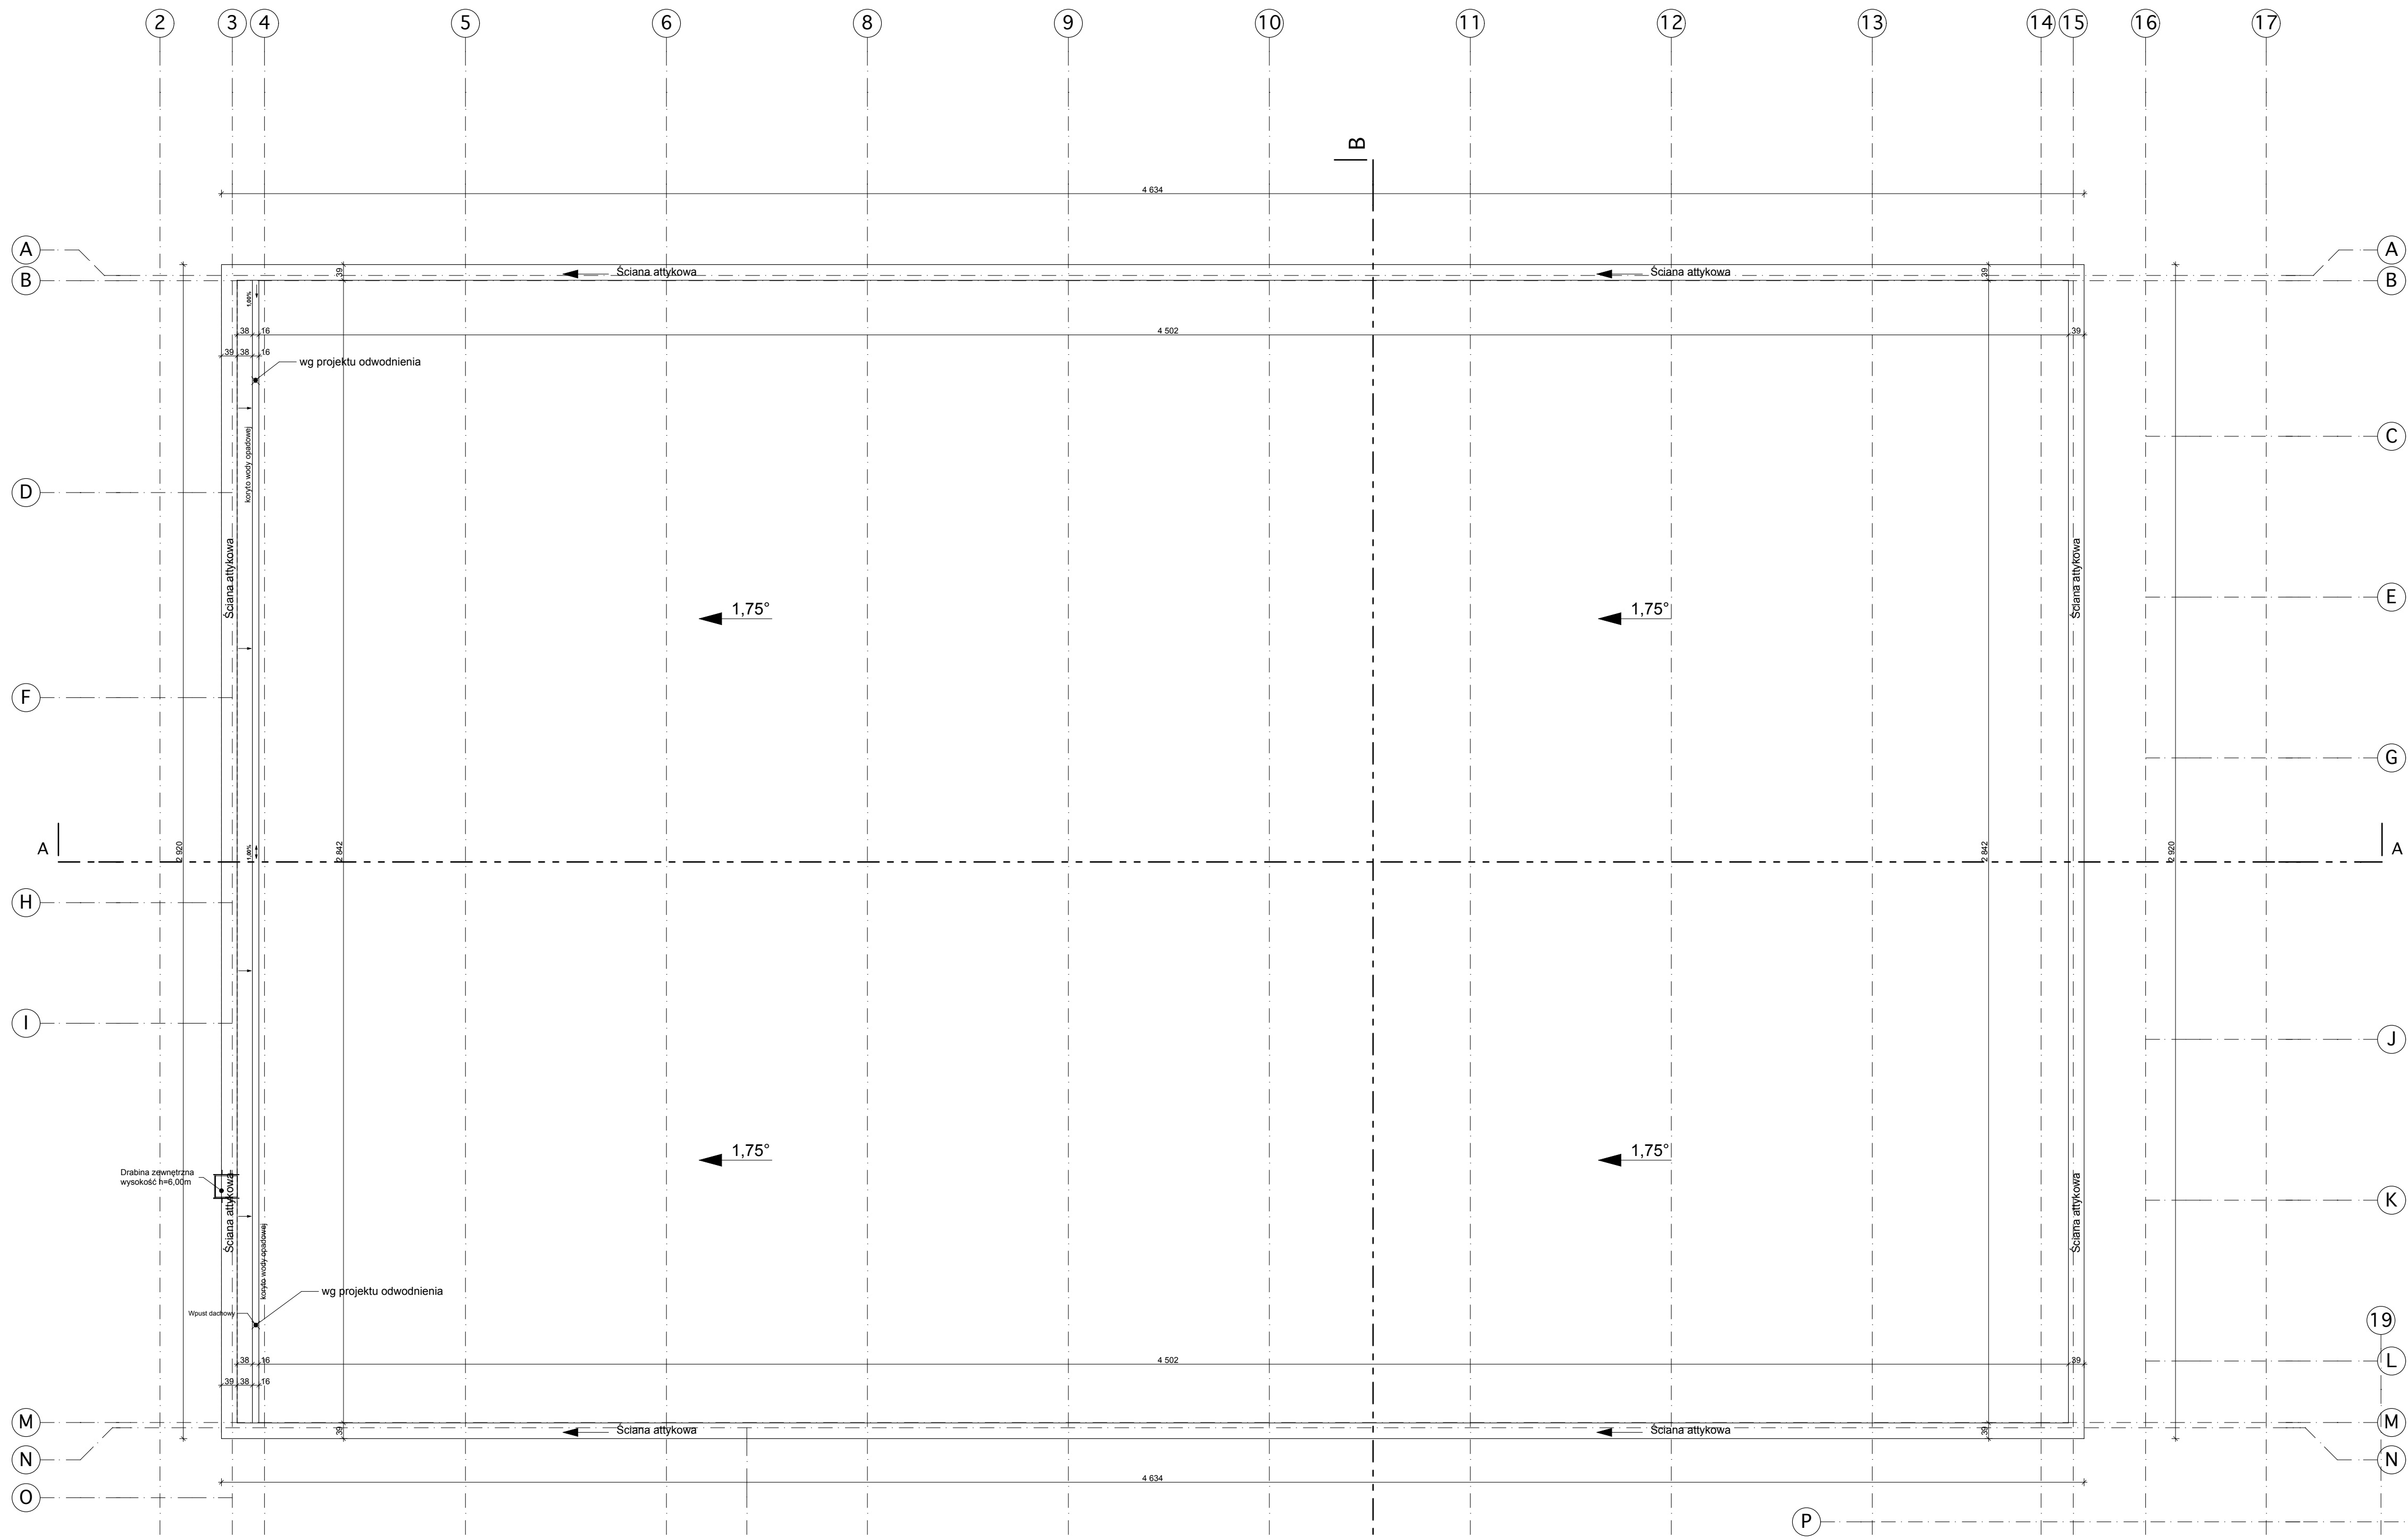 2 3 4 5 6 8 9 10 11 12 13 14 15 16 17
B
4 634
A A
39 Ściana attykowa Ściana attykowa 39
B B
1,00%
38 16 4 502 39
39 38 16
wg projektu odwodnienia
C
koryto wody opadowej
D
Ściana attykowa Ściana attykowa
E
1,75° 1,75°
F
G
A 2 920 1,00% 2 842 2 842 2 920 A
H
I
J
1,75° 1,75°
Drabina zewnętrzna
wysokość h=6,00m
Ściana attykowa Ściana attykowa
K
koryto wody opadowej
wg projektu odwodnienia
Wpust dachowy
19
38 16 4 502 39
L
39 38 16
M M
39 Ściana attykowa Ściana attykowa 39
N N
4 634
O
P